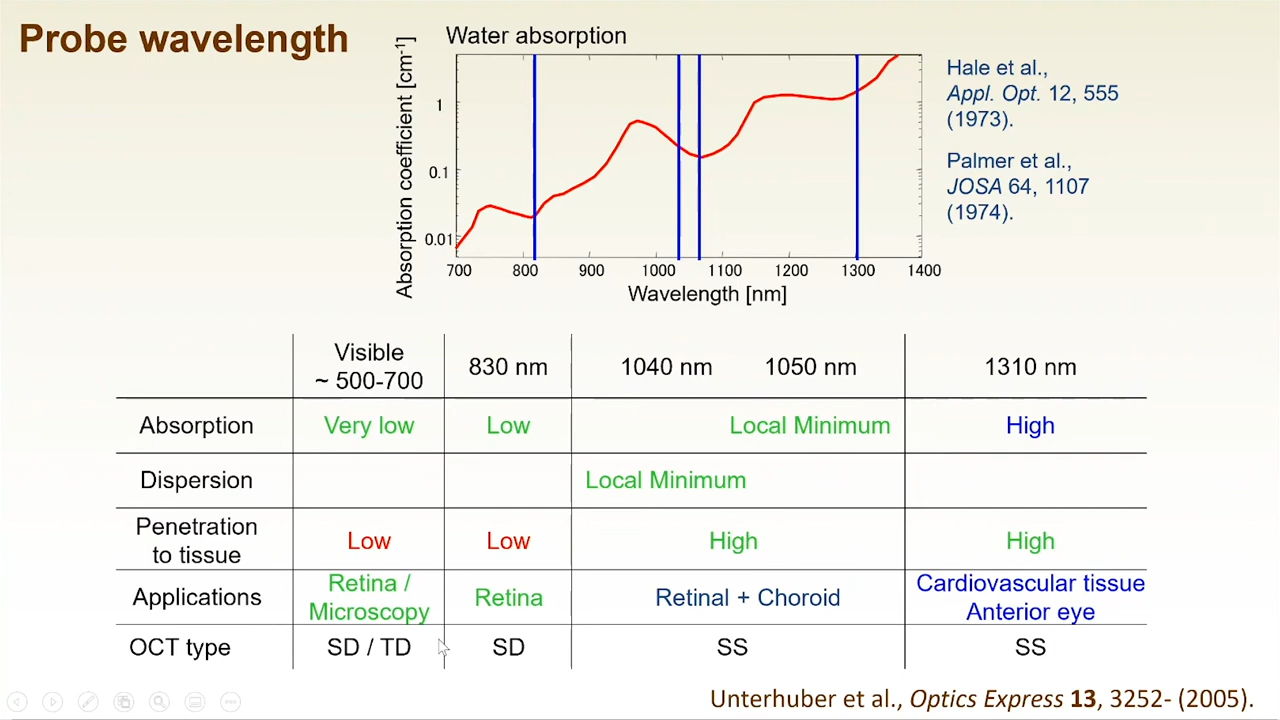 Probe wavelength
Water absorption
Absorption coefficient [cm-1]
1
0.1
0.01
700 800 900 1000 1100 1200 1300 1400
Wavelength [nm]
Hale et al.,
Appl. Opt. 12, 555
(1973).
Palmer et al.,
JOSA 64, 1107
(1974).
Visible
~ 500-700
830 nm
1040 nm
1050 nm
1310 nm
Absorption
Very low
Low
Local Minimum
High
Dispersion
Local Minimum
Penetration
to tissue
Low
Low
High
High
Applications
Retina /
Microscopy
Retina
Retinal + Choroid
Cardiovascular tissue
Anterior eye
OCT type
SD / TD
SD
SS
SS
Unterhuber et al., Optics Express 13, 3252- (2005).